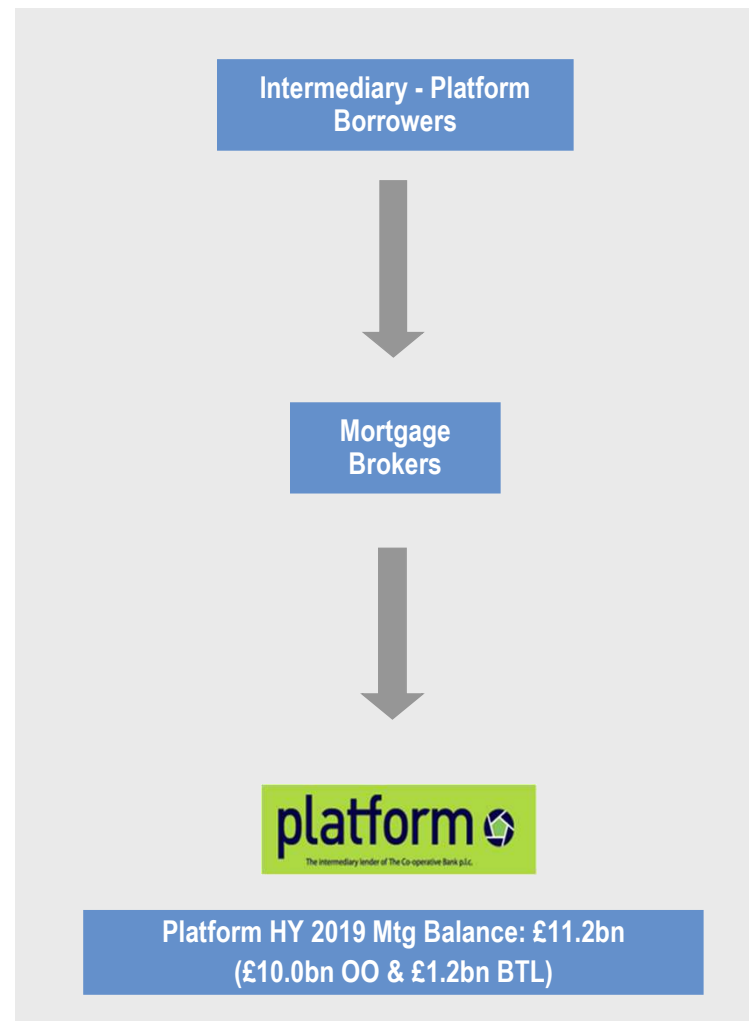 Intermediary - Platform
Borrowers
Mortgage
Brokers
platform
The intermediary lender of The Co-operative Bank p.l.c.
Platform HY 2019 Mtg Balance: £11.2bn
(£10.0bn OO & £1.2bn BTL)